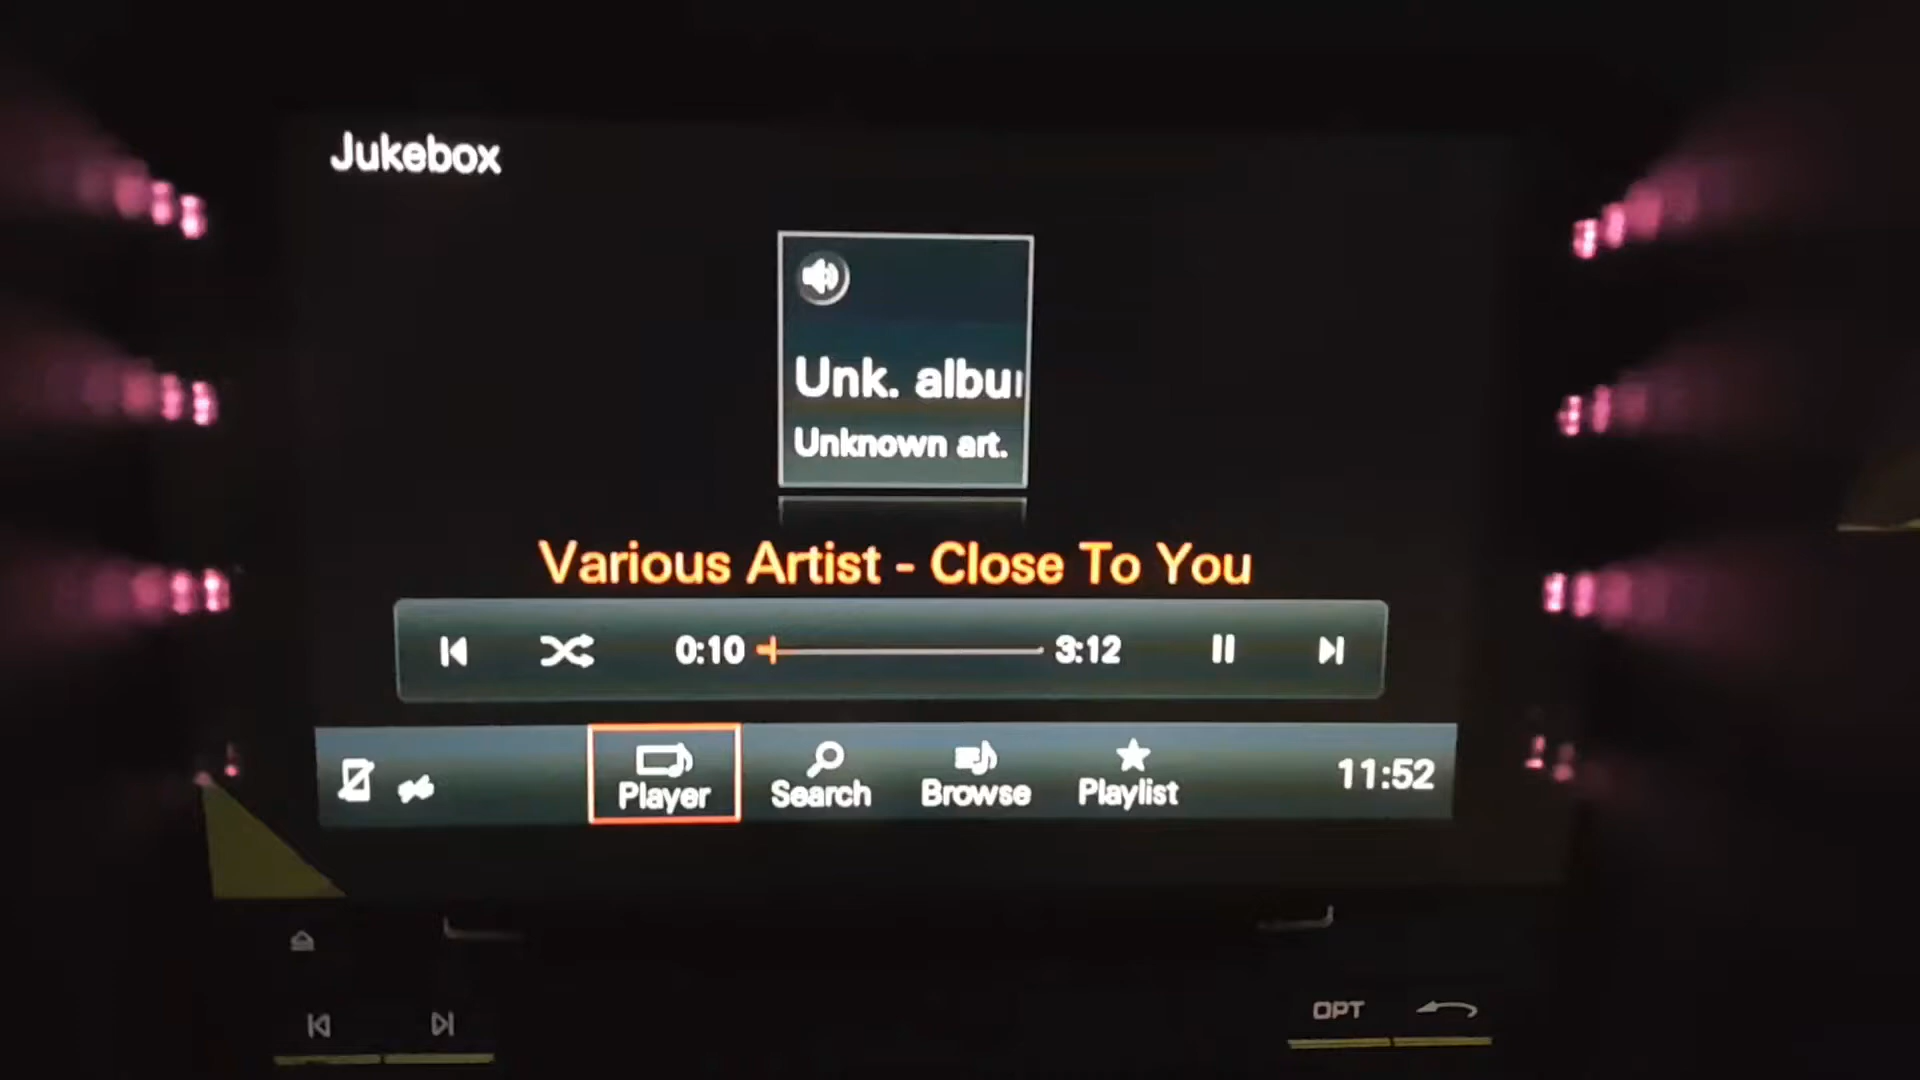 Jukebox
Unk. albu
Unknown art.
Various Artist - Close To You
0:10 3:12
Player Search Browse Playlist 11:52
OPT